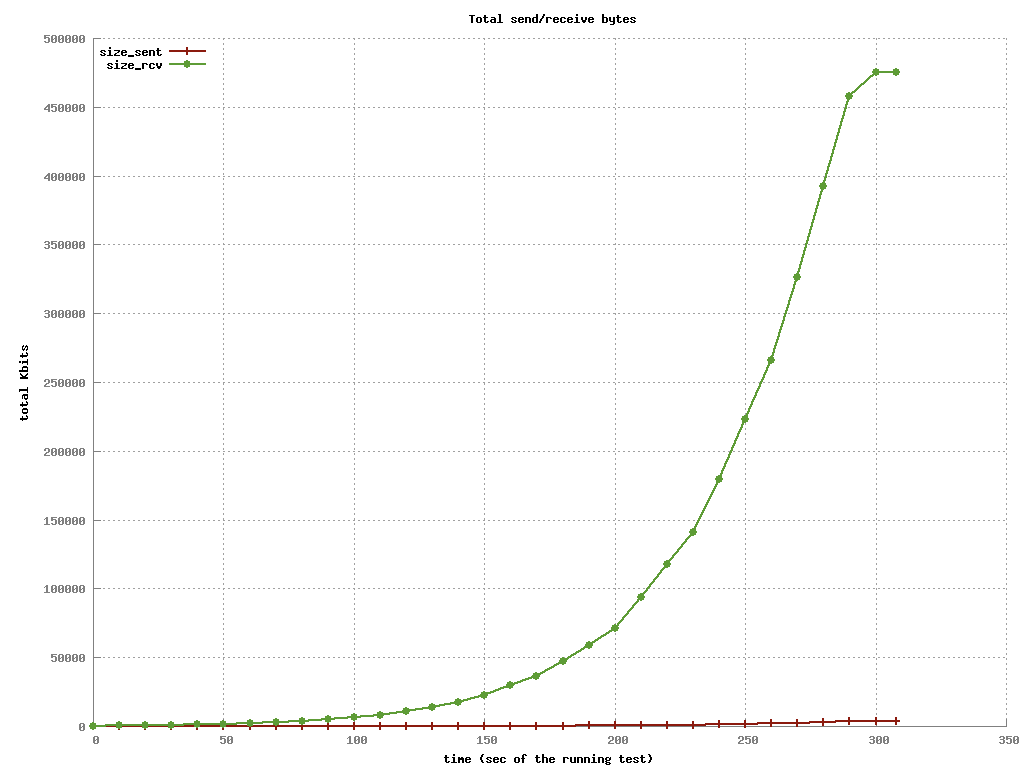 Total send/receive bytes
500000
size_sent
size_rcv
450000
400000
350000
300000
250000
200000
150000
100000
50000
0
0 50 100 150 200 250 300 350
total Kbits
time (sec of the running test)